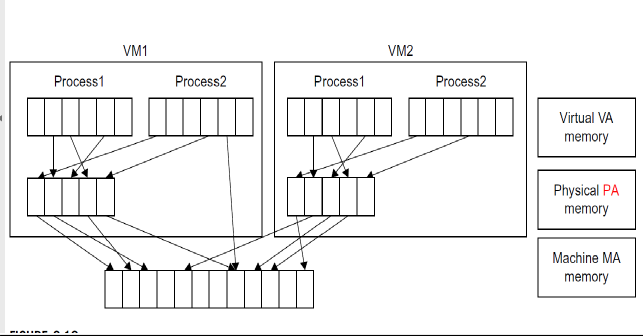 VM1
VM2
Process1
Process2
Process1
Process2
Virtual VA
memory
Physical PA
memory
Machine MA
memory